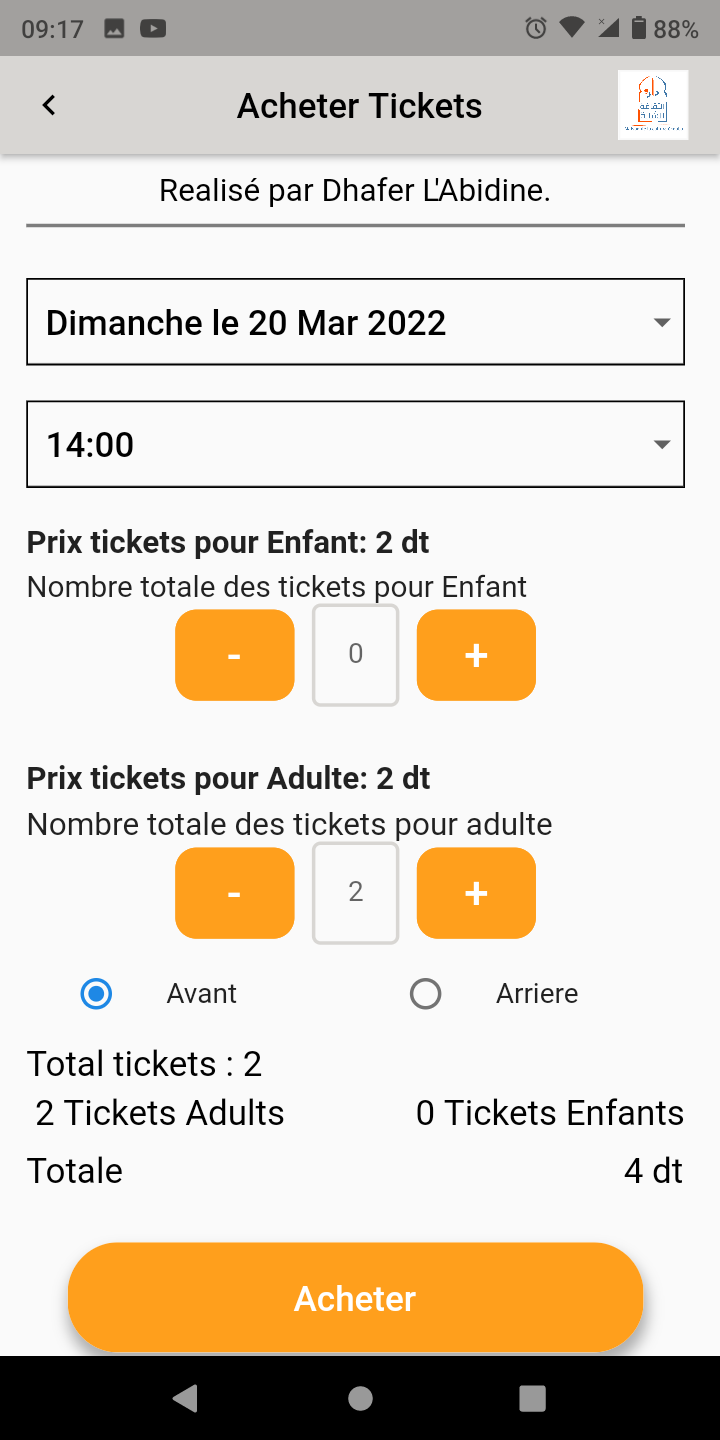 09:17
88%
Acheter Tickets
الثقافة
Realisé par Dhafer L'Abidine.
Dimanche le 20 Mar 2022
14:00
Prix tickets pour Enfant: 2 dt
Nombre totale des tickets pour Enfant
- 0 +
Prix tickets pour Adulte: 2 dt
Nombre totale des tickets pour adulte
- 2 +
Avant Arriere
Total tickets : 2
2 Tickets Adults 0 Tickets Enfants
Totale 4 dt
Acheter